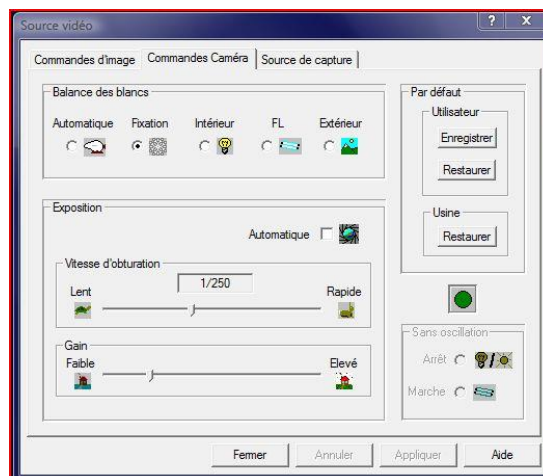 Source vidéo
Commandes d'image
Commandes Caméra
Source de capture
Balance des blancs
Automatique
Fixation
Intérieur
FL
Extérieur
Exposition
Automatique
Vitesse d'obturation
1/250
Lent
Rapide
Gain
Faible
Elevé
Par défaut
Utilisateur
Enregistrer
Restaurer
Usine
Restaurer
Sans oscillation
Arrêt
Marche
Fermer
Annuler
Appliquer
Aide